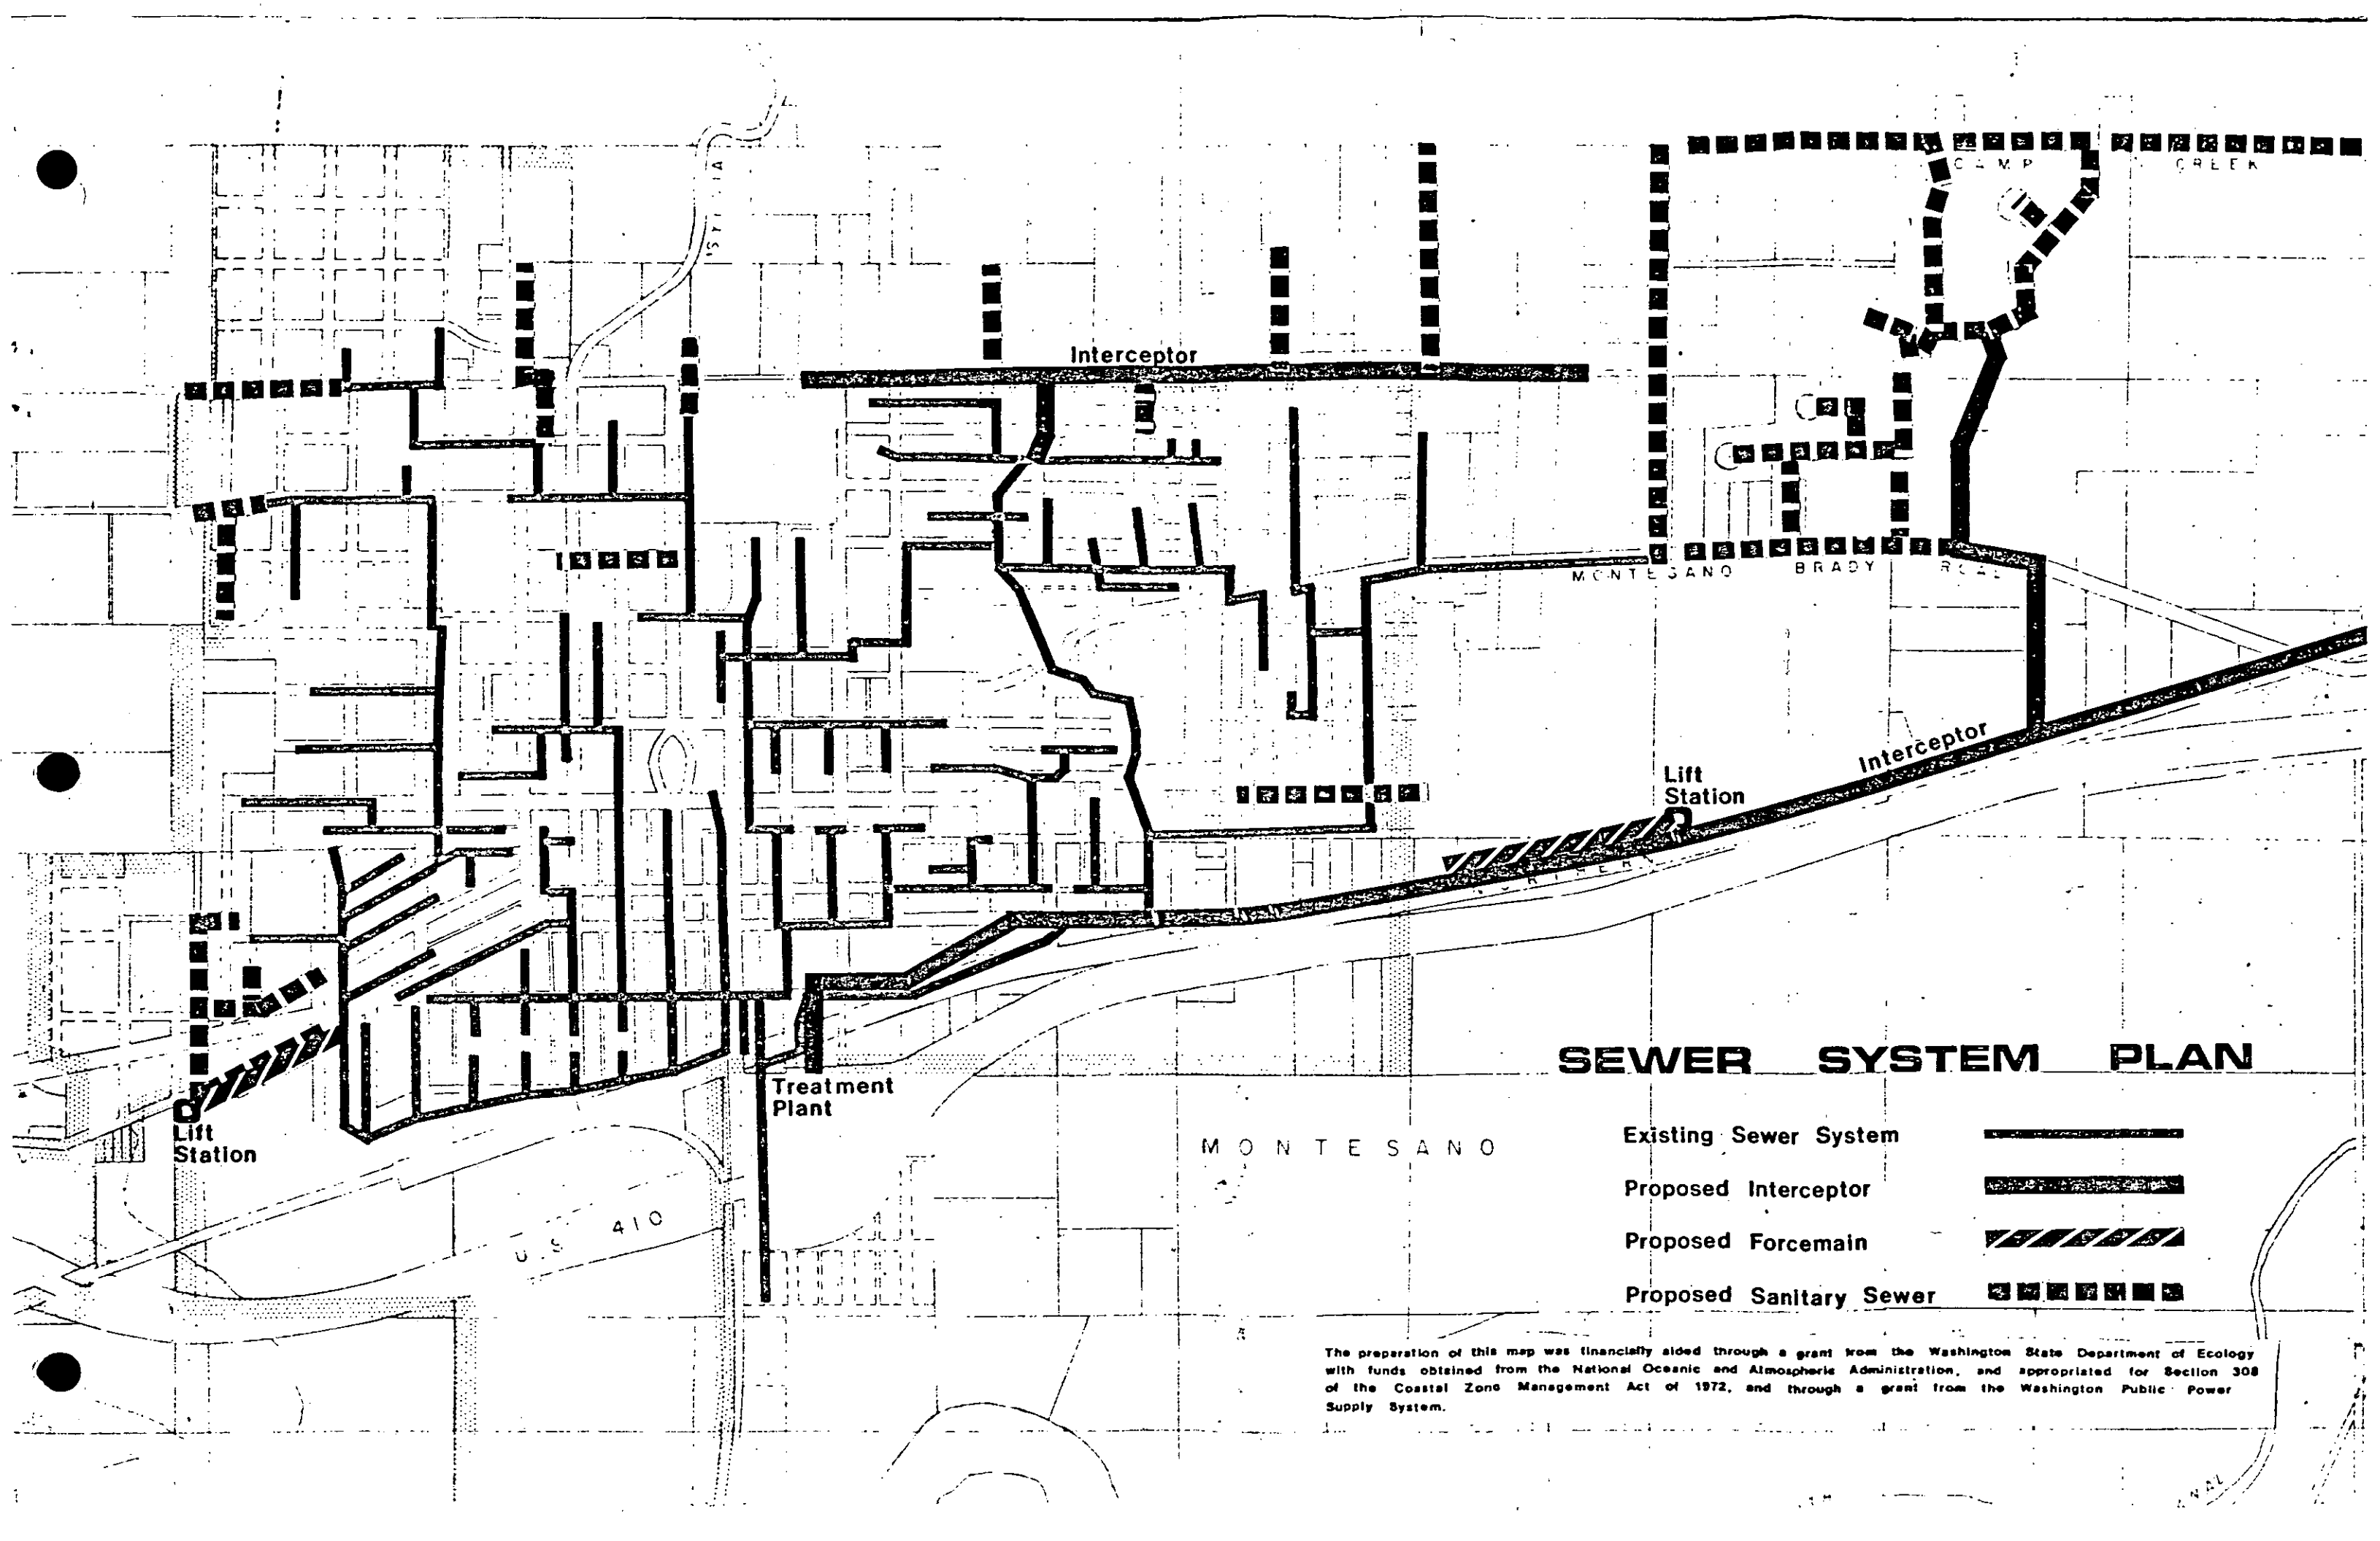 CAMP CREEK
Interceptor
MONTESANO BRADY ROAD
Interceptor
Lift
Station
Treatment
Plant
Lift
Station
MONTESANO
U.S. 410
SEWER SYSTEM PLAN
Existing Sewer System
Proposed Interceptor
Proposed Forcemain
Proposed Sanitary Sewer
The preparation of this map was financially aided through a grant from the Washington State Department of Ecology
with funds obtained from the National Oceanic and Atmospheric Administration, and appropriated for Section 308
of the Coastal Zone Management Act of 1972, and through a grant from the Washington Public Power
Supply System.